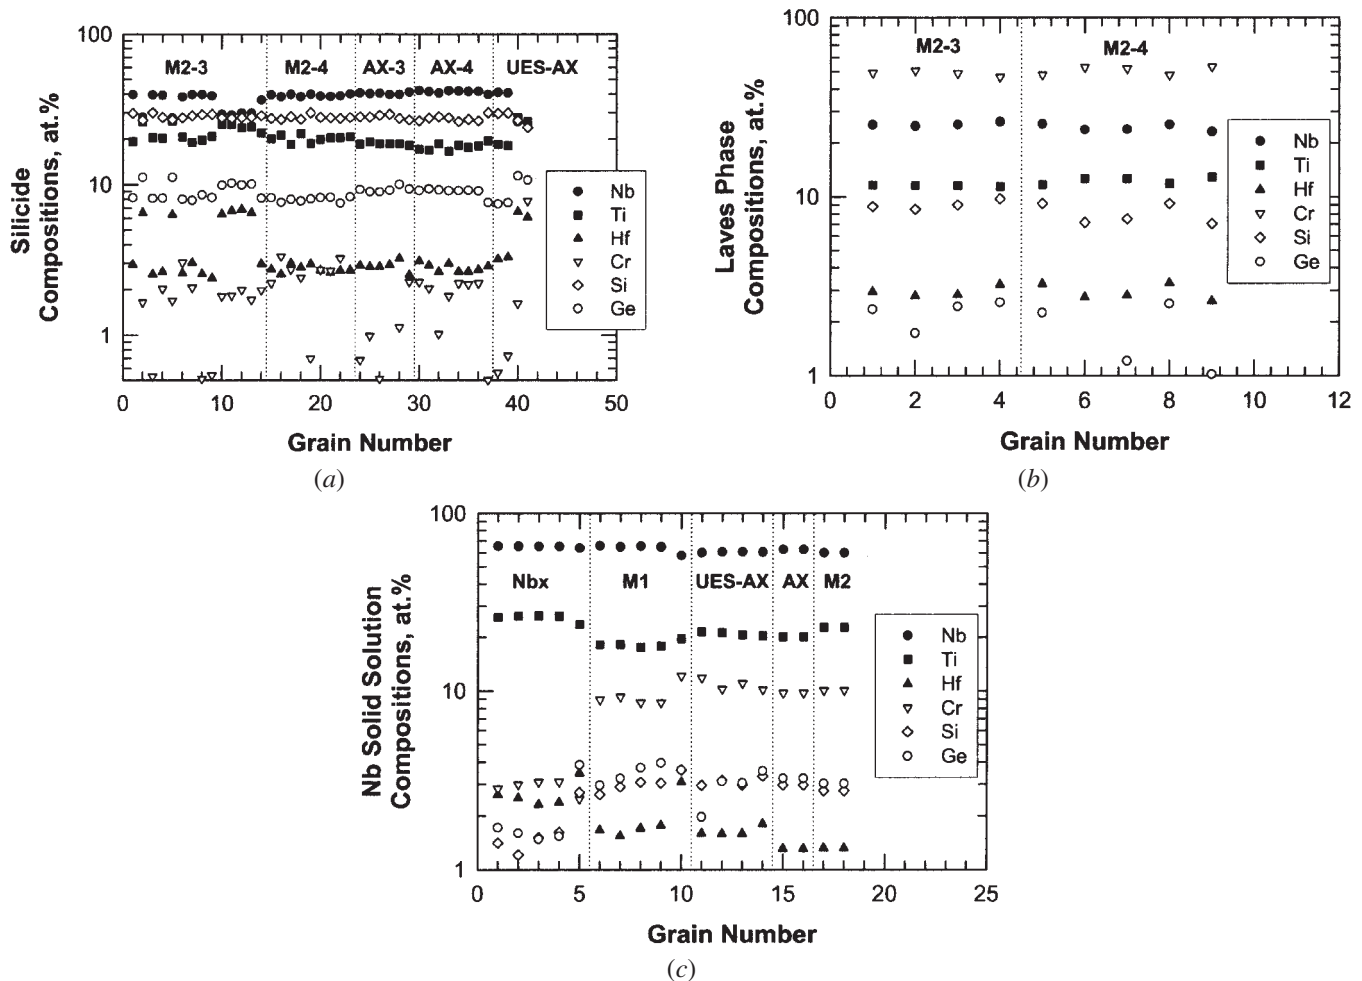 100
10
1
Silicide
Compositions, at.%
M2-3 M2-4 AX-3 AX-4 UES-AX
Nb
Ti
Hf
Cr
Si
Ge
0 10 20 30 40 50
Grain Number
(a)
100
10
1
Laves Phase
Compositions, at.%
M2-3 M2-4
Nb
Ti
Hf
Cr
Si
Ge
0 2 4 6 8 10 12
Grain Number
(b)
100
10
1
Nb Solid Solution
Compositions, at.%
Nbx M1 UES-AX AX M2
Nb
Ti
Hf
Cr
Si
Ge
0 5 10 15 20 25
Grain Number
(c)